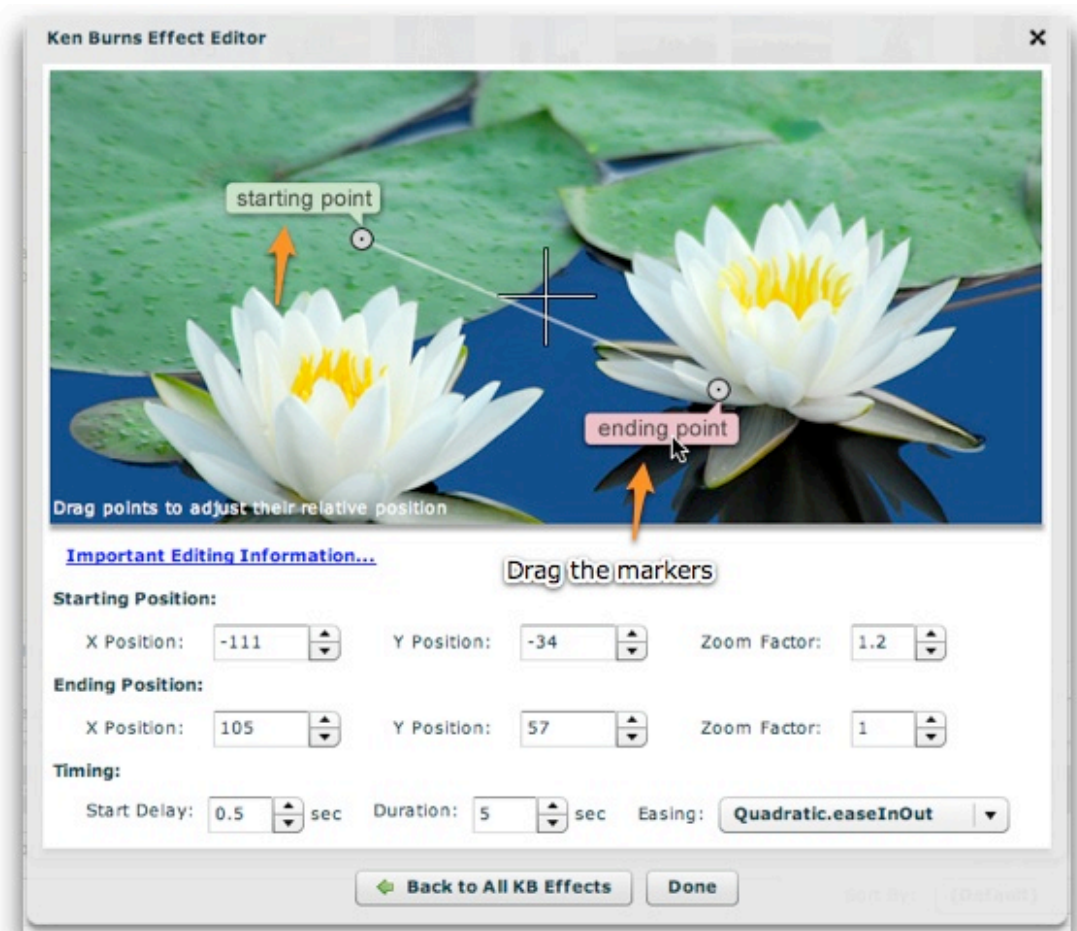 Ken Burns Effect Editor
starting point
ending point
Drag points to adjust their relative position
Important Editing Information...
Drag the markers
Starting Position:
X Position: -111 Y Position: -34 Zoom Factor: 1.2
Ending Position:
X Position: 105 Y Position: 57 Zoom Factor: 1
Timing:
Start Delay: 0.5 sec Duration: 5 sec Easing: Quadratic.easeInOut
Back to All KB Effects Done
Sort By: (Default)